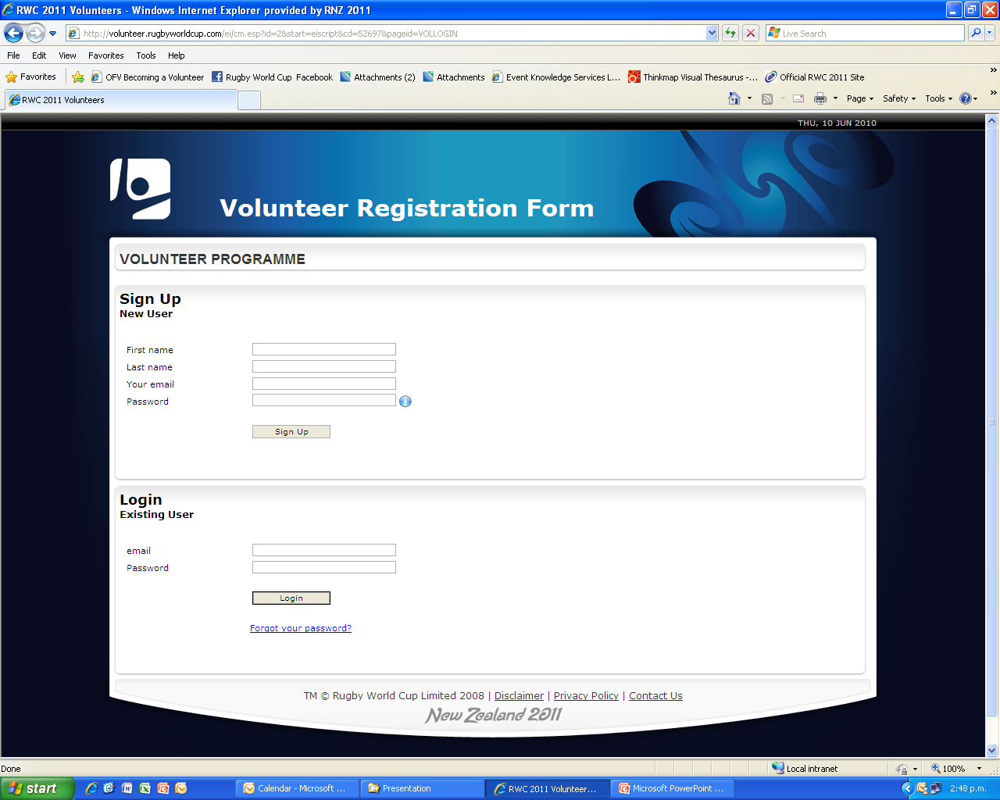 RWC 2011 Volunteers - Windows Internet Explorer provided by RNZ 2011
http://volunteer.rugbyworldcup.com/ei/cm.esp?id=2&start=eiscript&cd=52697&pageid=VOLLOGIN
Live Search
File Edit View Favorites Tools Help
Favorites OFV Becoming a Volunteer Rugby World Cup Facebook Attachments (2) Attachments Event Knowledge Services L... Thinkmap Visual Thesaurus -... Official RWC 2011 Site
RWC 2011 Volunteers Page Safety Tools
THU, 10 JUN 2010
Volunteer Registration Form
VOLUNTEER PROGRAMME
Sign Up
New User
First name
Last name
Your email
Password
Sign Up
Login
Existing User
email
Password
Login
Forgot your password?
TM © Rugby World Cup Limited 2008 | Disclaimer | Privacy Policy | Contact Us
New Zealand 2011
Done Local intranet 100%
start Calendar - Microsoft ... Presentation RWC 2011 Volunteer... Microsoft PowerPoint ... 2:48 p.m.